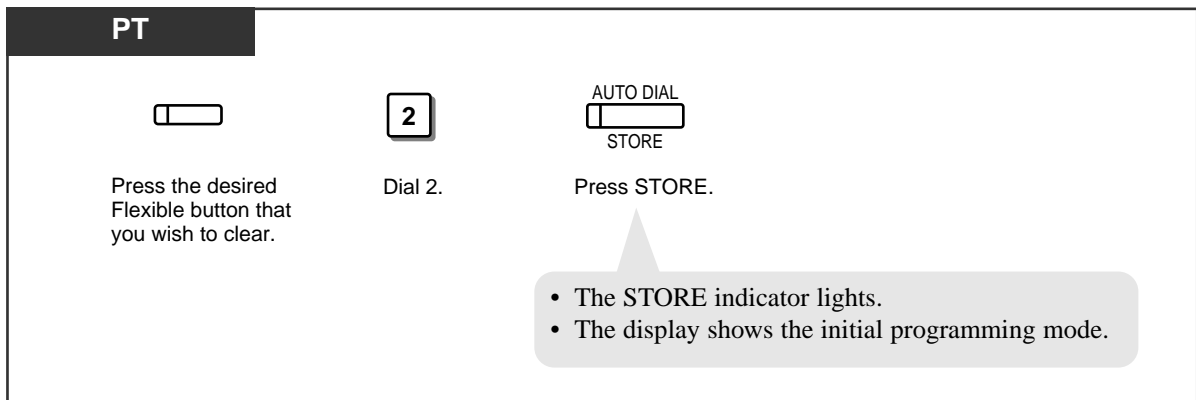 PT
2
AUTO DIAL
STORE
Press the desired
Flexible button that
you wish to clear.
Dial 2.
Press STORE.
• The STORE indicator lights.
• The display shows the initial programming mode.